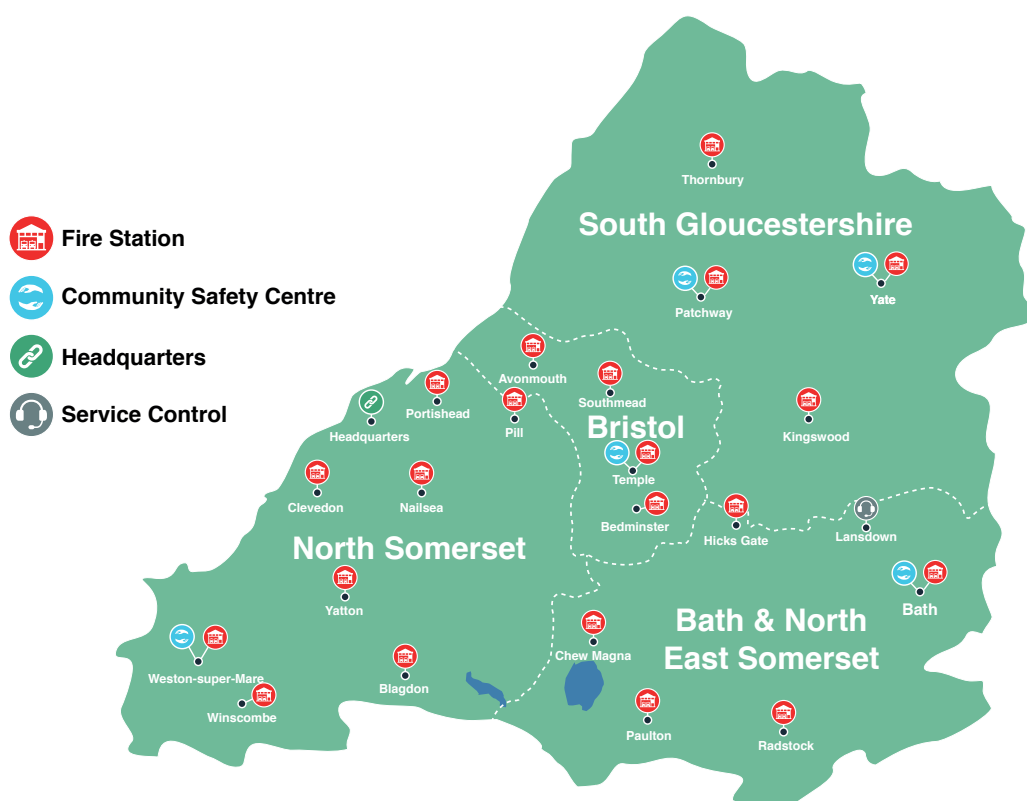 Fire Station
Community Safety Centre
Headquarters
Service Control
Thornbury
South Gloucestershire
Patchway
Yate
Avonmouth
Southmead
Portishead
Pill
Headquarters
Bristol
Kingswood
Temple
Clevedon
Nailsea
Bedminster
Hicks Gate
Lansdown
North Somerset
Yatton
Bath
Bath & North
East Somerset
Chew Magna
Weston-super-Mare
Blagdon
Winscombe
Paulton
Radstock